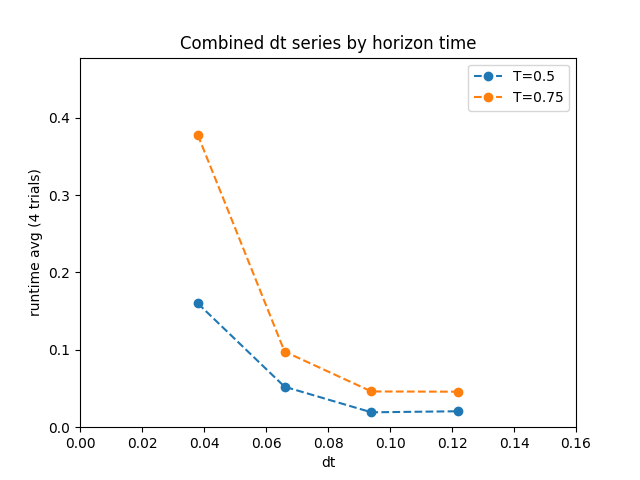 Combined dt series by horizon time
T=0.5
T=0.75
runtime avg (4 trials)
0.4
0.3
0.2
0.1
0.0
0.00 0.02 0.04 0.06 0.08 0.10 0.12 0.14 0.16
dt